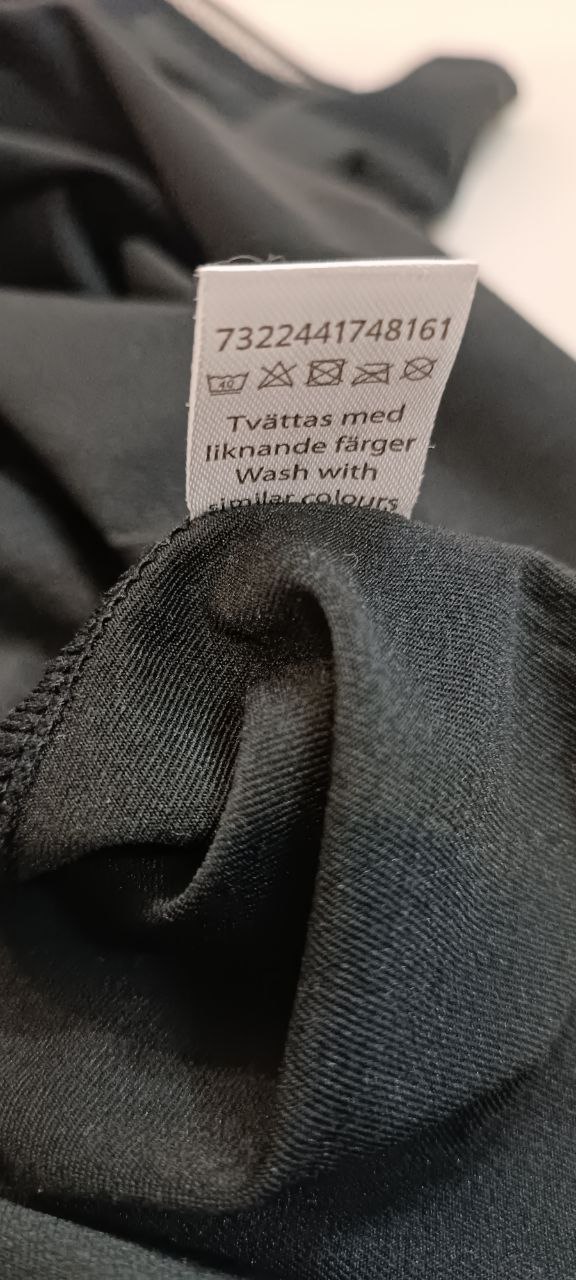 7322441748161
40
Tvättas med
liknande färger
Wash with
similar colours